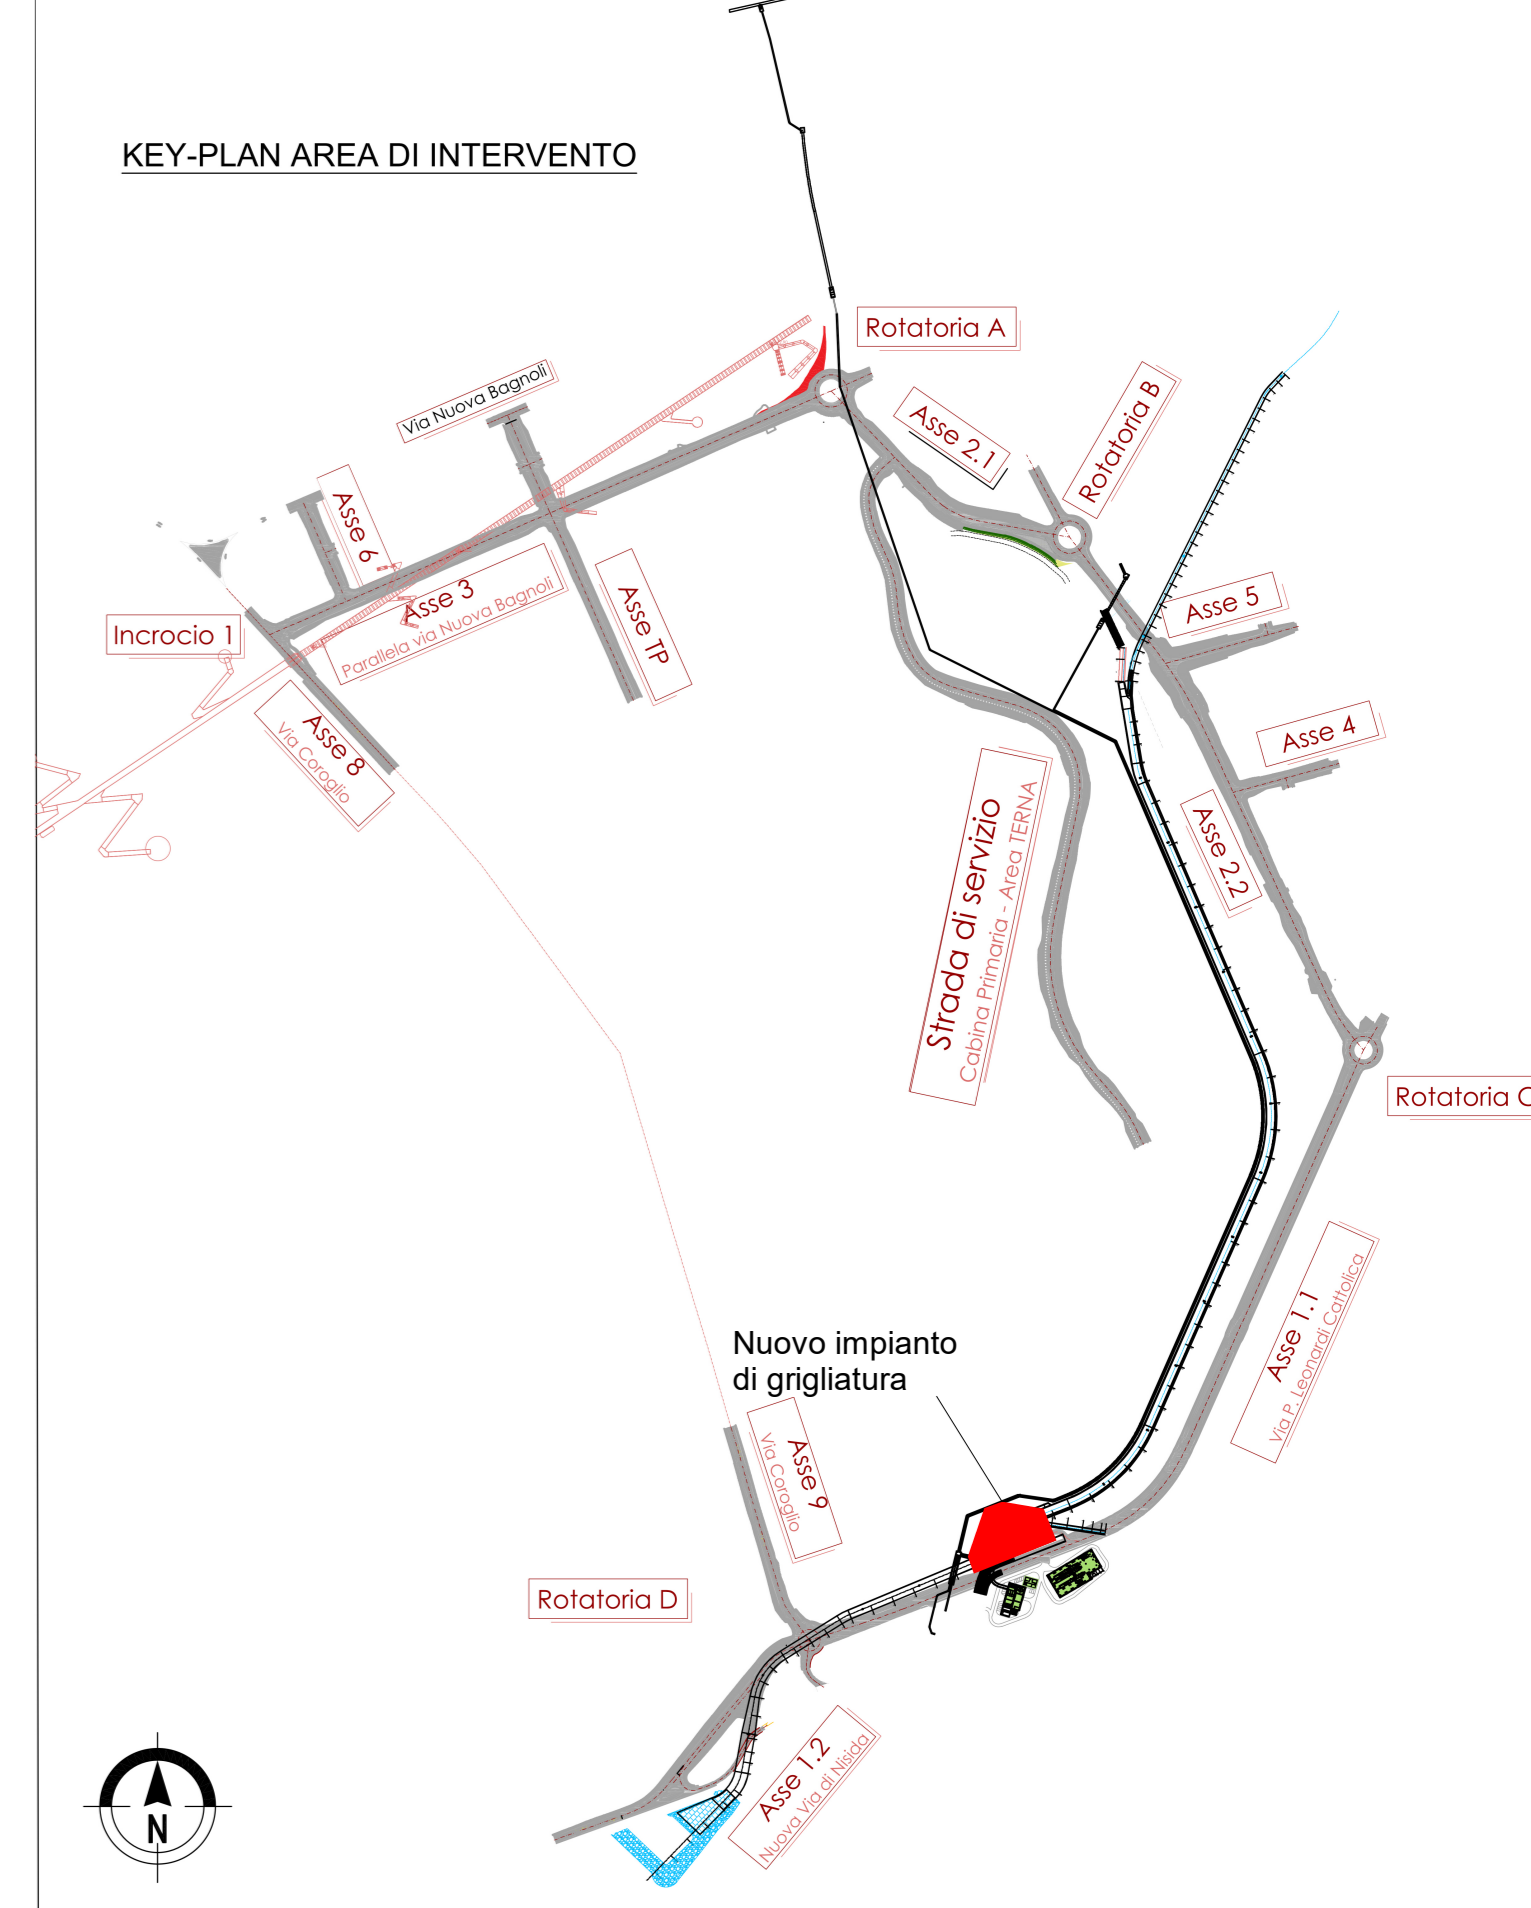 KEY-PLAN AREA DI INTERVENTO
Rotatoria A
Via Nuova Bagnoli
Asse 2.1
Rotatoria B
Asse 6
Asse 3
Parallela via Nuova Bagnoli
Asse TP
Asse 5
Incrocio 1
Asse 8
Via Coroglio
Asse 4
Strada di servizio
Cabina Primaria - Area TERNA
Asse 2.2
Rotatoria C
Asse 1.1
Via P. Leonardi Cattolica
Nuovo impianto
di grigliatura
Asse 9
Via Coroglio
Rotatoria D
Asse 1.2
Nuova Via di Nisida
N